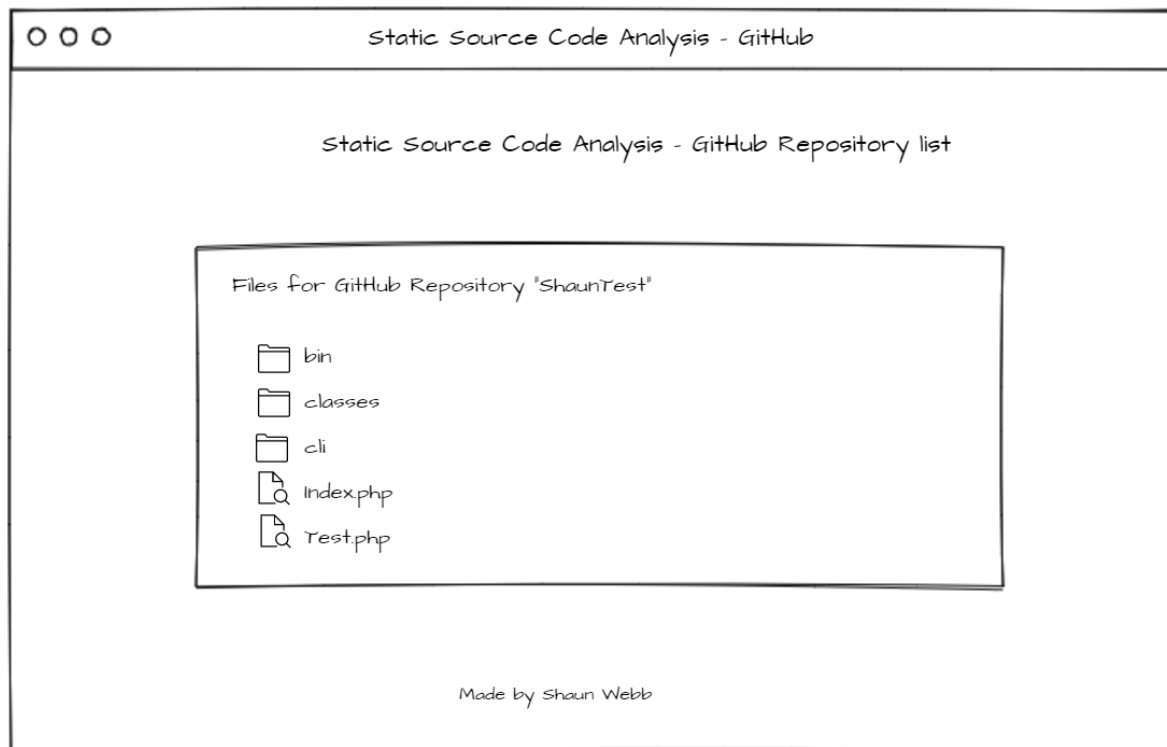 Static Source Code Analysis - GitHub
Static Source Code Analysis - GitHub Repository list
Files for GitHub Repository "ShaunTest"
bin
classes
cli
Index.php
Test.php
Made by Shaun Webb